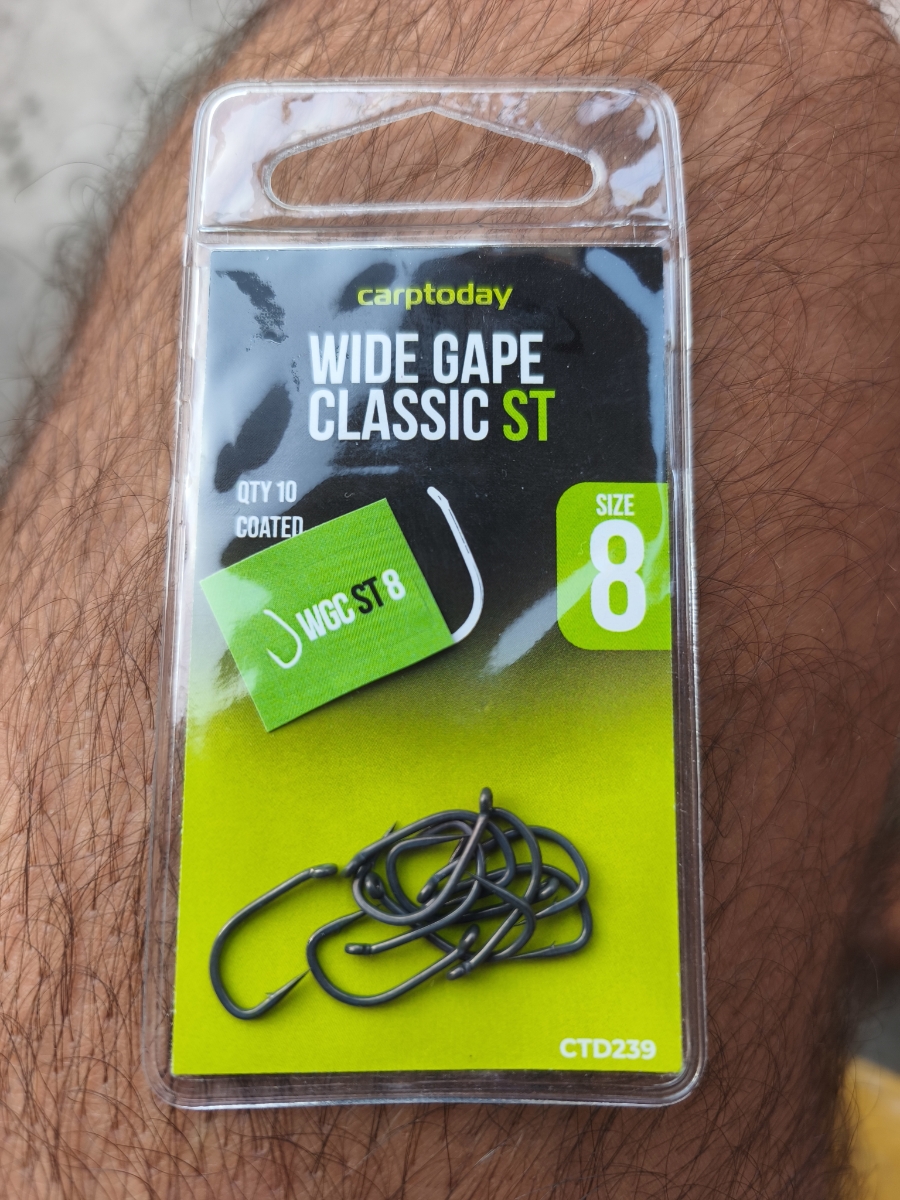 carptoday
WIDE GAPE
CLASSIC ST
QTY 10
COATED
SIZE
8
WGC ST 8
CTD239